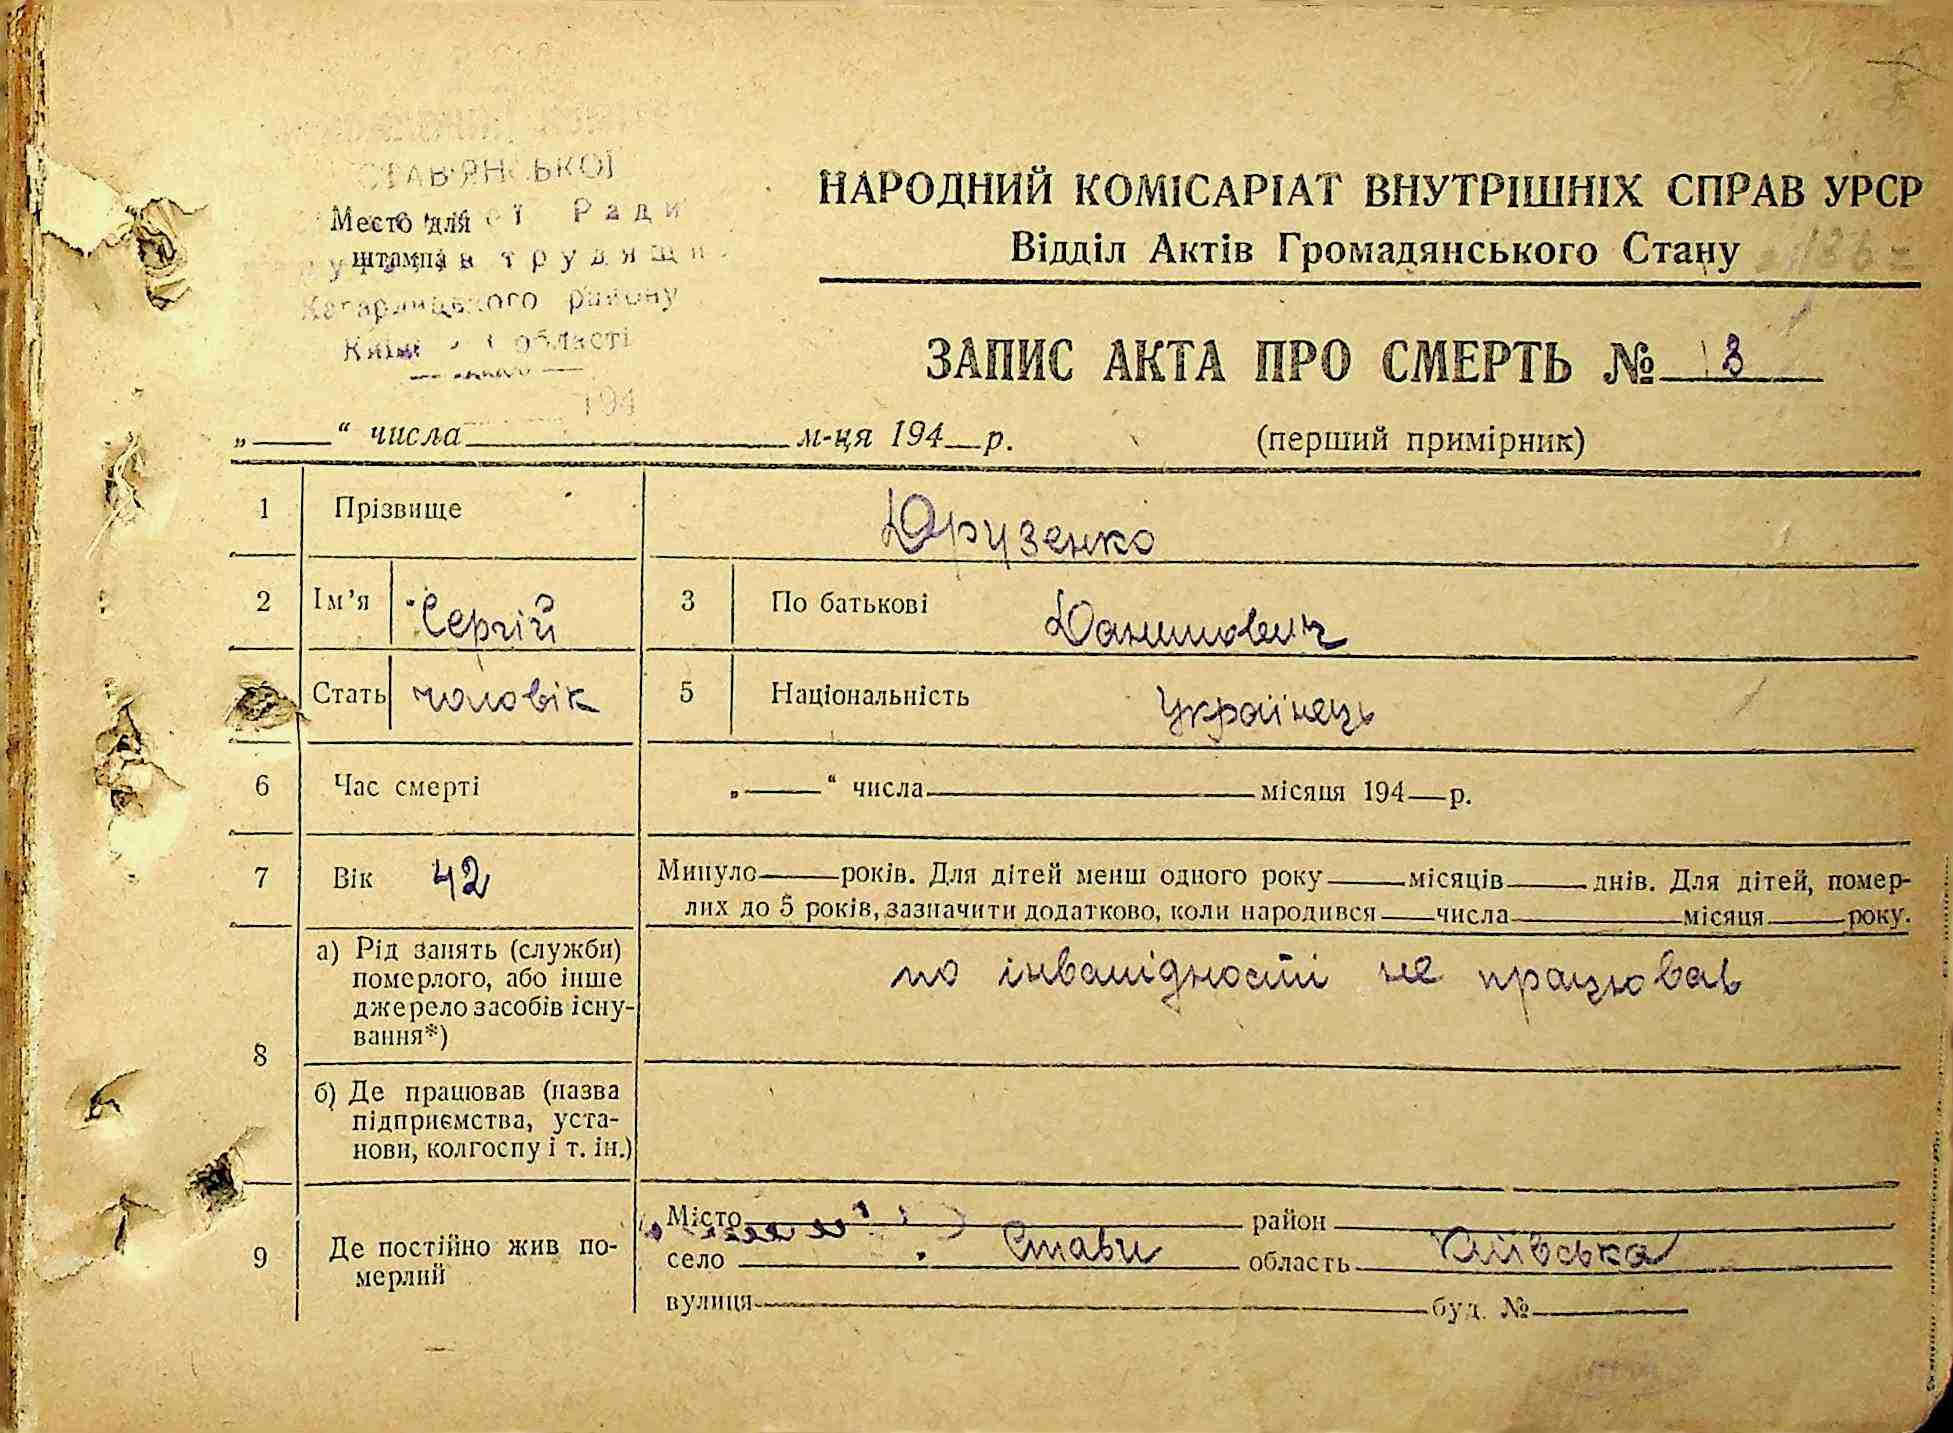 СТАВ'ЯНСЬКОЇ
Место для Ради
штампа трудящи
Кагарлицького району
області
194
НАРОДНИЙ КОМІСАРІАТ ВНУТРІШНІХ СПРАВ УРСР
Відділ Актів Громадянського Стану
ЗАПИС АКТА ПРО СМЕРТЬ № 3
„ “ числа м-ця 194 р. (перший примірник)
1 Прізвище Друзенко
2 Ім’я Сергій 3 По батькові Данилович
Стать чоловік 5 Національність Українець
6 Час смерті „ “ числа місяця 194 р.
7 Вік 42 Минуло років. Для дітей менш одного року місяців днів. Для дітей, помер-
лих до 5 років, зазначити додатково, коли народився числа місяця року.
8
а) Рід занять (служби)
померлого, або інше
джерело засобів існу-
вання*)
по інвалідності не працював
б) Де працював (назва
підприємства, уста-
нови, колгоспу і т. ін.)
9 Де постійно жив по-
мерлий
Місто район
село Стави область Київська
вулиця буд. №